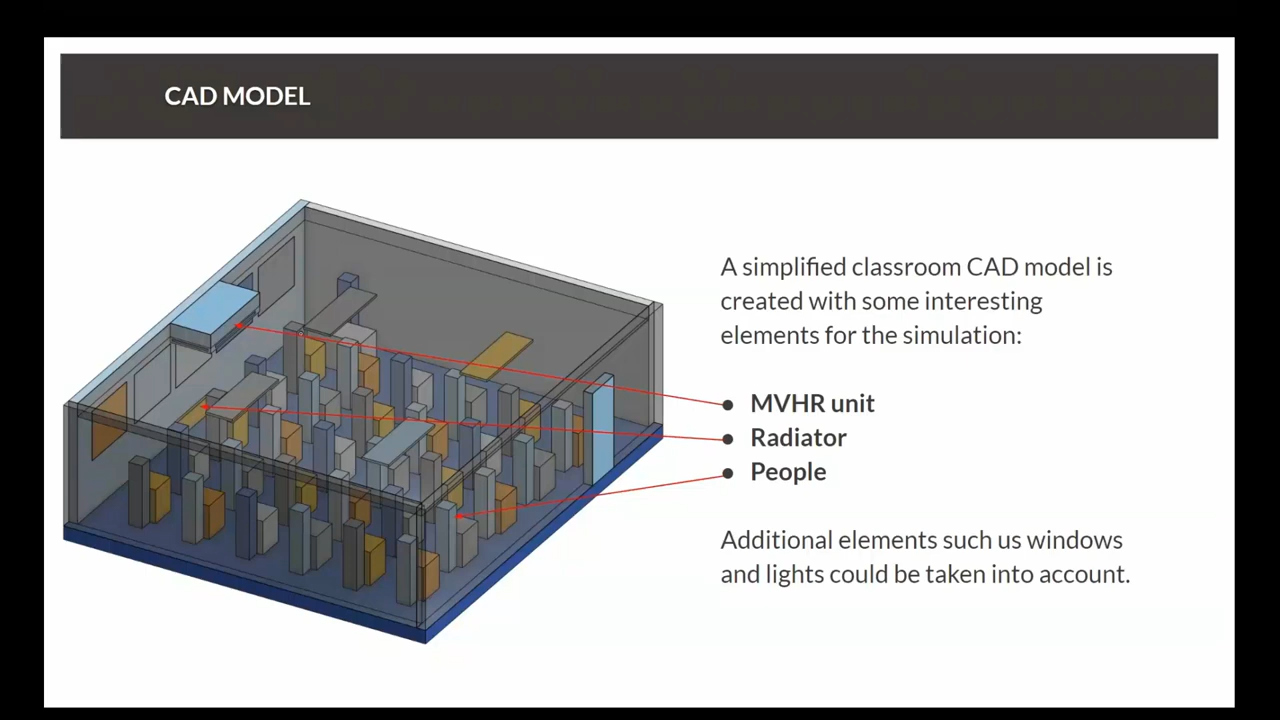 CAD MODEL
A simplified classroom CAD model is
created with some interesting
elements for the simulation:
● MVHR unit
● Radiator
● People
Additional elements such us windows
and lights could be taken into account.